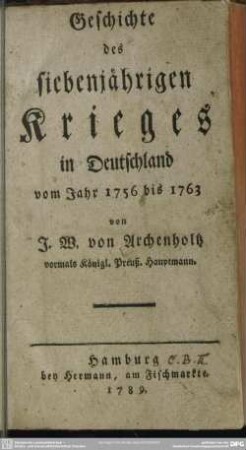 Geschichte
des
siebenjährigen
Krieges
in Deutschland
vom Jahr 1756 bis 1763
von
J. W. von Archenholtz
vormals Königl. Preuß. Hauptmann.
Hamburg
bey Hermann, am Fischmarkte.
1789.